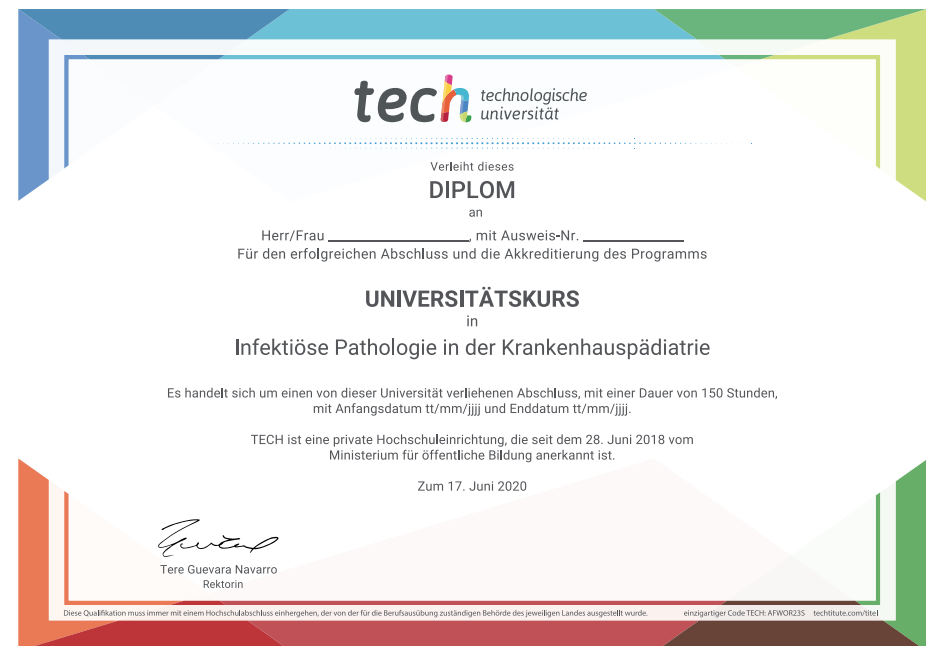 tech technologische
universität
Verleiht dieses
DIPLOM
an
Herr/Frau ____________________, mit Ausweis-Nr. ______________
Für den erfolgreichen Abschluss und die Akkreditierung des Programms
UNIVERSITÄTSKURS
in
Infektiöse Pathologie in der Krankenhauspädiatrie
Es handelt sich um einen von dieser Universität verliehenen Abschluss, mit einer Dauer von 150 Stunden,
mit Anfangsdatum tt/mm/jjjj und Enddatum tt/mm/jjjj.
TECH ist eine private Hochschuleinrichtung, die seit dem 28. Juni 2018 vom
Ministerium für öffentliche Bildung anerkannt ist.
Zum 17. Juni 2020
Tere Guevara Navarro
Rektorin
Diese Qualifikation muss immer mit einem Hochschulabschluss einhergehen, der von der für die Berufsausübung zuständigen Behörde des jeweiligen Landes ausgestellt wurde. einzigartiger Code TECH: AFWOR23S techtitute.com/titel